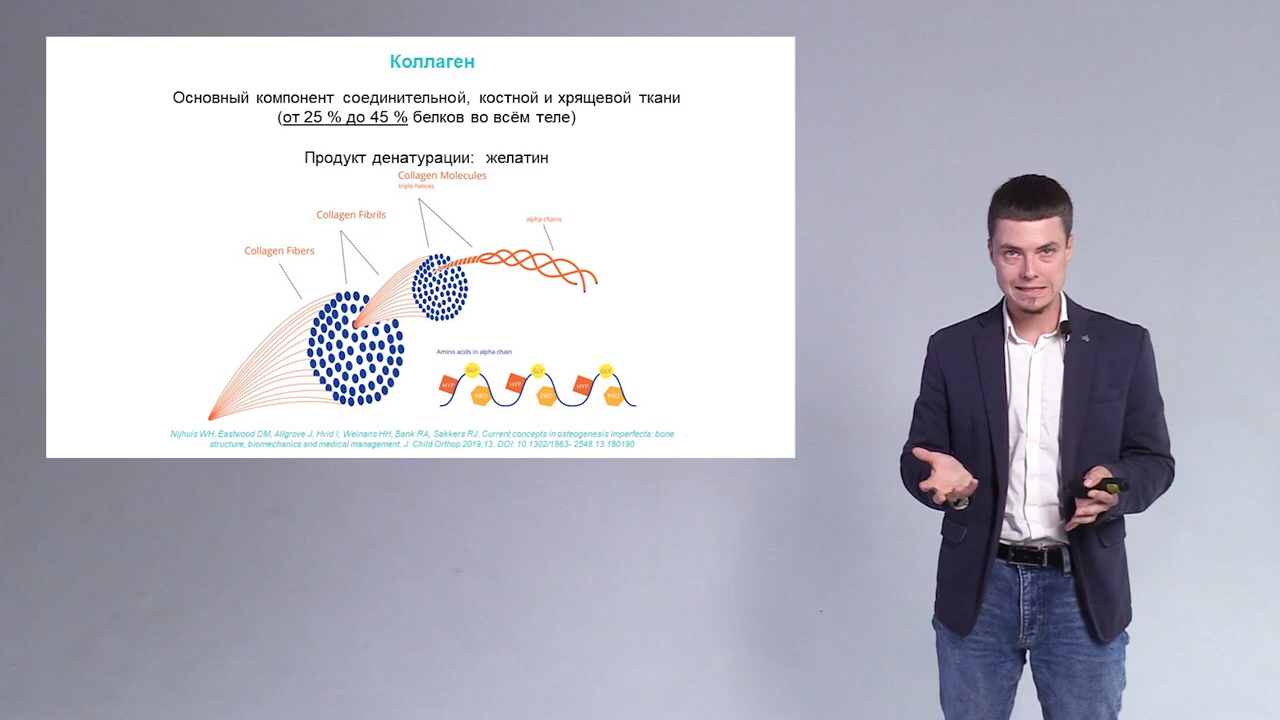 Коллаген
Основный компонент соединительной, костной и хрящевой ткани
(от 25 % до 45 % белков во всём теле)
Продукт денатурации: желатин
Collagen Molecules
triple helices
Collagen Fibrils
alpha chains
Collagen Fibers
Amino acids in alpha chain
GLY GLY GLY
HYP HYP HYP
PRO PRO PRO
Nijhuis WH, Eastwood DM, Allgrove J, Hvid I, Weinans HH, Bank RA, Sakkers RJ. Current concepts in osteogenesis imperfecta: bone
structure, biomechanics and medical management. J Child Orthop 2019;13. DOI: 10.1302/1863- 2548.13.180190